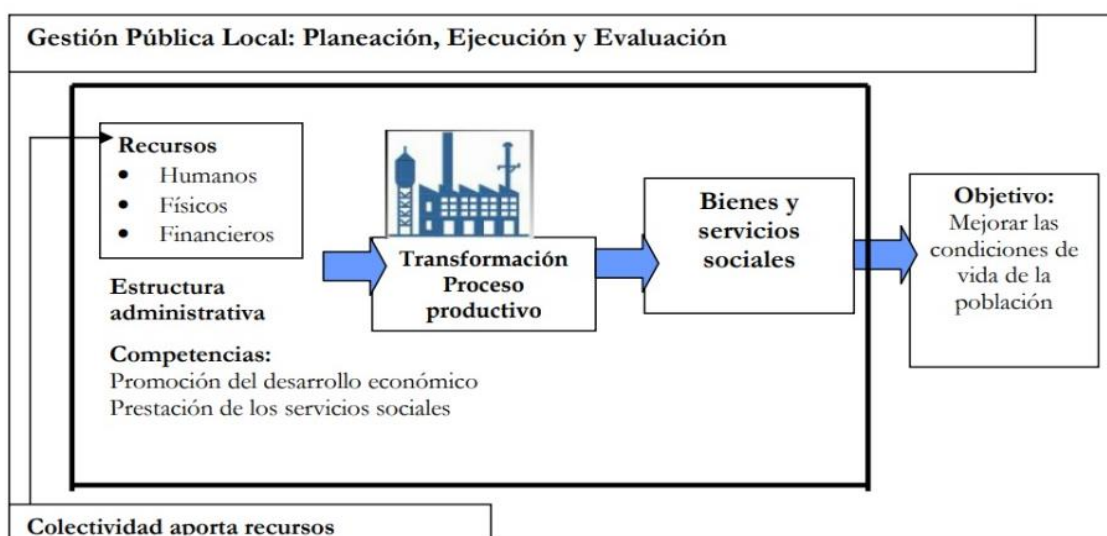 Gestión Pública Local: Planeación, Ejecución y Evaluación
Recursos
• Humanos
• Físicos
• Financieros
Estructura
administrativa
Competencias:
Promoción del desarrollo económico
Prestación de los servicios sociales
Transformación
Proceso
productivo
Bienes y
servicios
sociales
Objetivo:
Mejorar las
condiciones de
vida de la
población
Colectividad aporta recursos